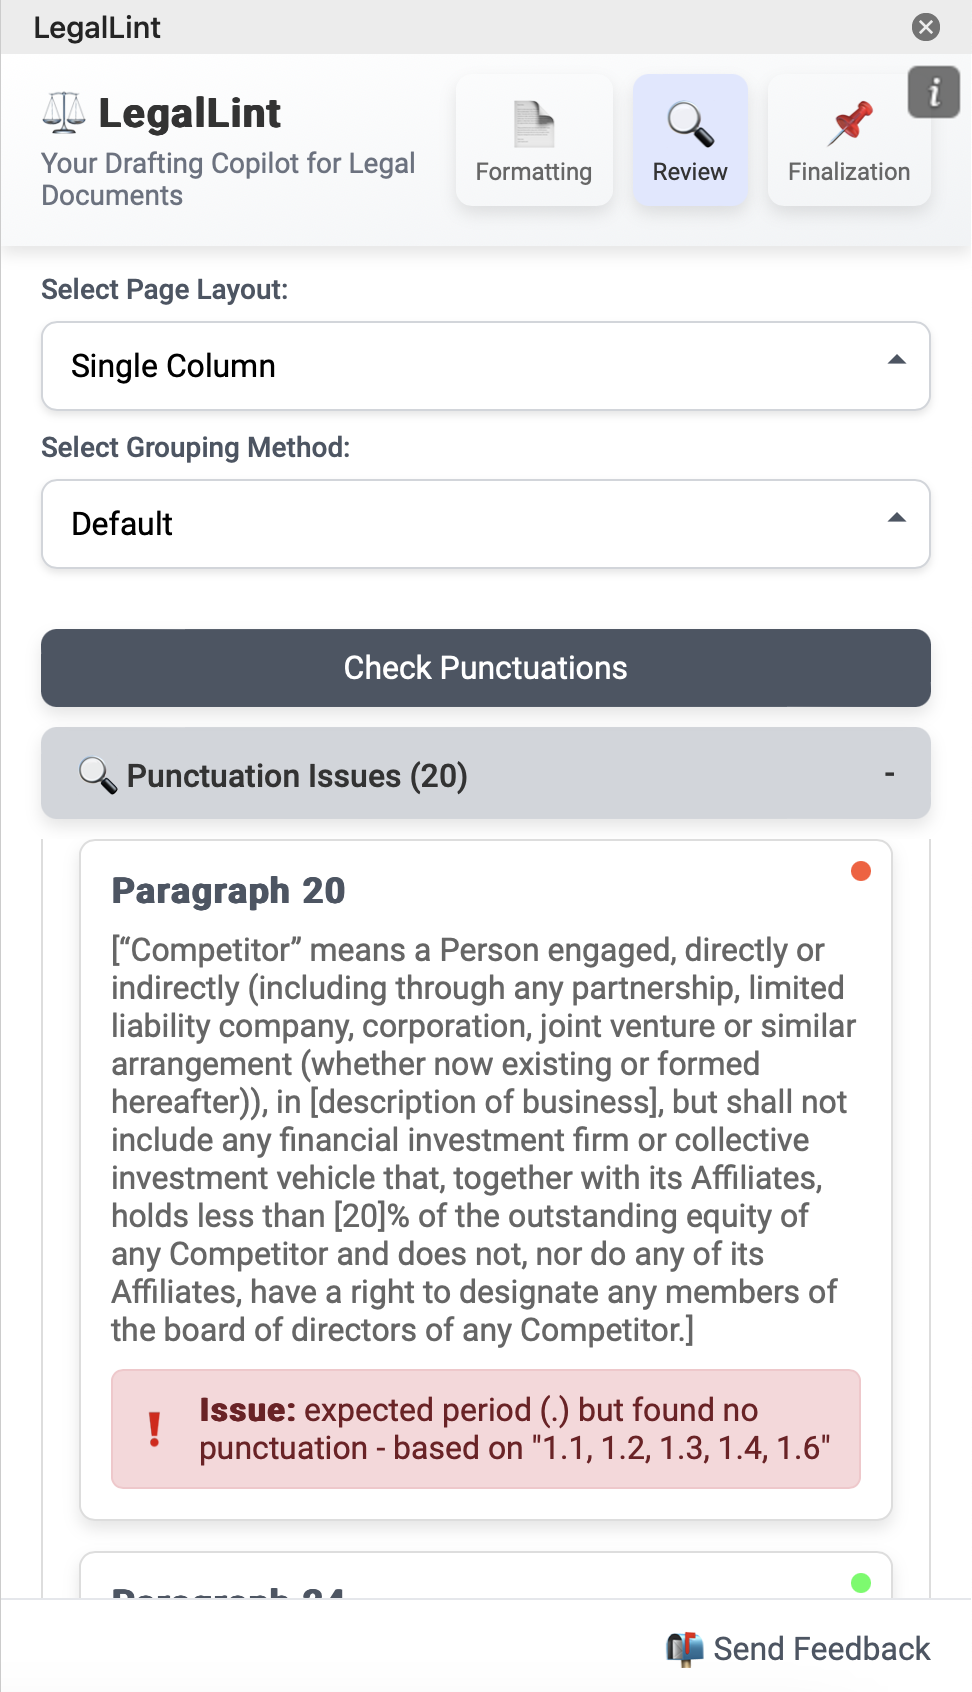 LegalLint
LegalLint
Your Drafting Copilot for Legal
Documents
Formatting
Review
Finalization
i
Select Page Layout:
Single Column
Select Grouping Method:
Default
Check Punctuations
Punctuation Issues (20)
-
Paragraph 20
[“Competitor” means a Person engaged, directly or
indirectly (including through any partnership, limited
liability company, corporation, joint venture or similar
arrangement (whether now existing or formed
hereafter)), in [description of business], but shall not
include any financial investment firm or collective
investment vehicle that, together with its Affiliates,
holds less than [20]% of the outstanding equity of
any Competitor and does not, nor do any of its
Affiliates, have a right to designate any members of
the board of directors of any Competitor.]
Issue: expected period (.) but found no
punctuation - based on "1.1, 1.2, 1.3, 1.4, 1.6"
Paragraph
Send Feedback